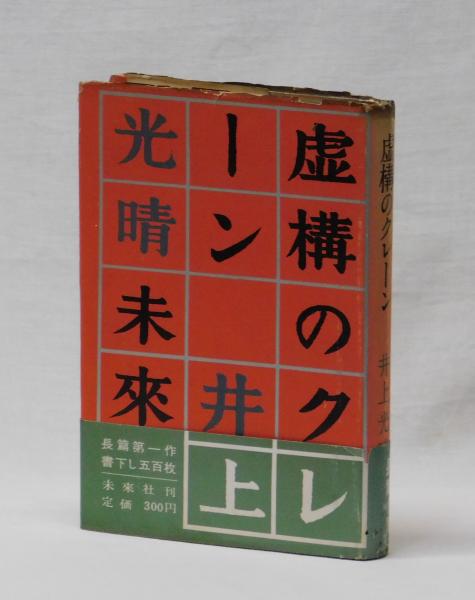 虚構のクレ
ーン 井上
光晴未來
長篇第一作
書下し五百枚
未來社刊
定価 300円
虚構のクレーン 井上光